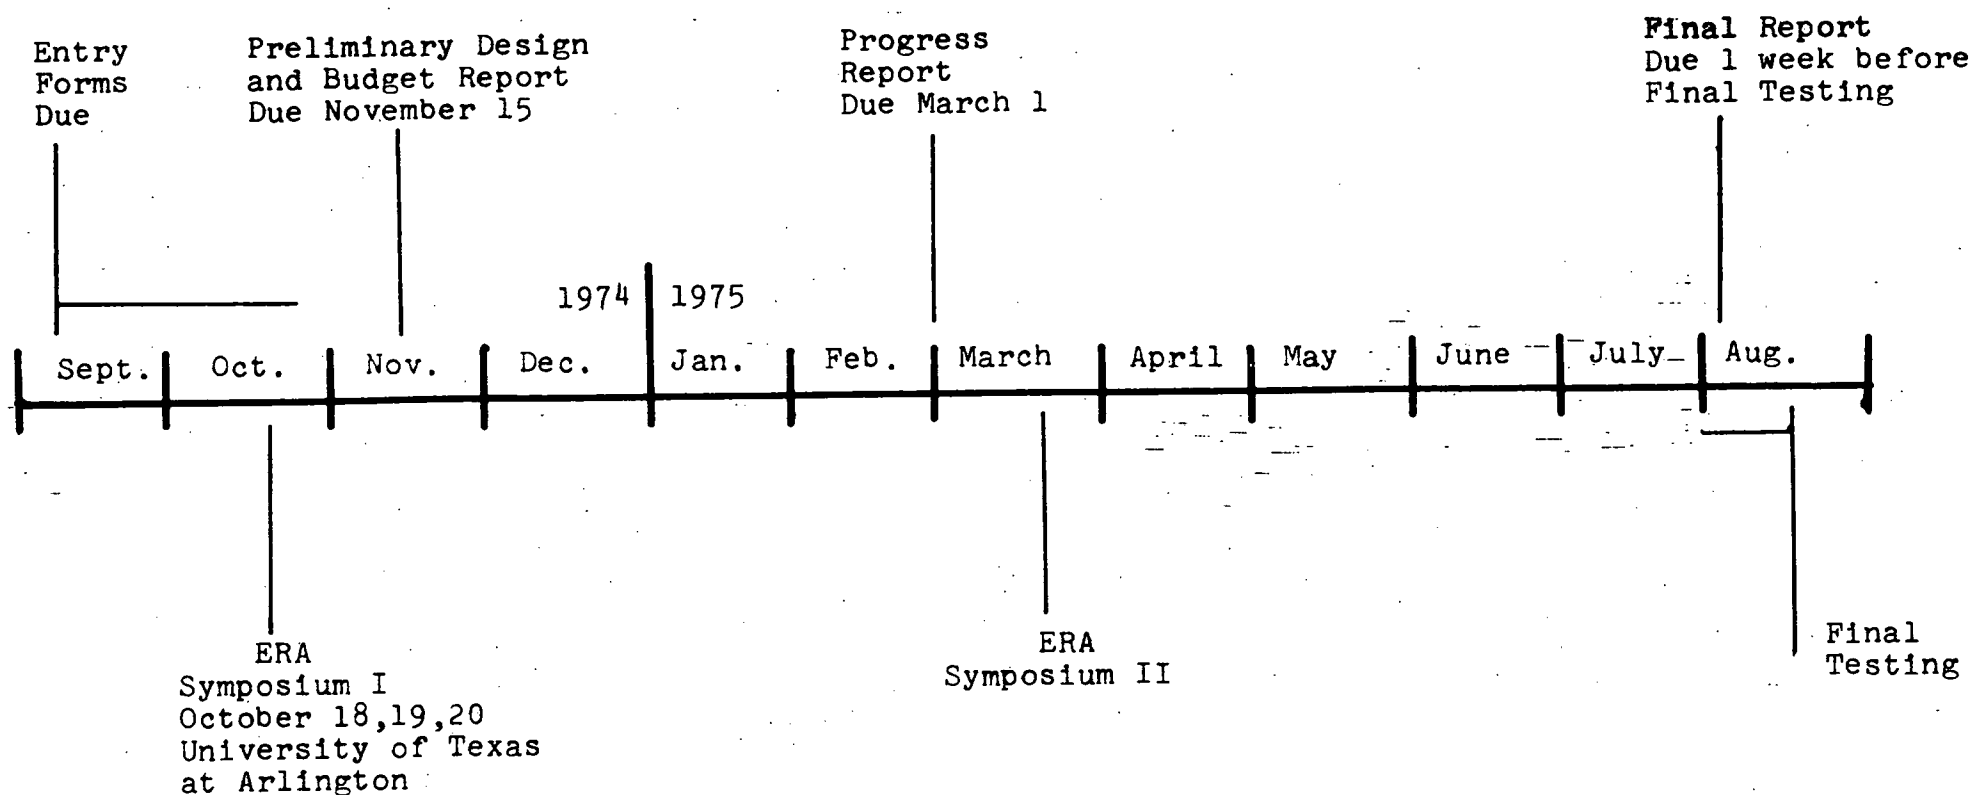 Entry
Forms
Due
Preliminary Design
and Budget Report
Due November 15
Progress
Report
Due March 1
Final Report
Due 1 week before
Final Testing
1974 1975
Sept. Oct. Nov. Dec. Jan. Feb. March April May June July Aug.
ERA
Symposium I
October 18,19,20
University of Texas
at Arlington
ERA
Symposium II
Final
Testing